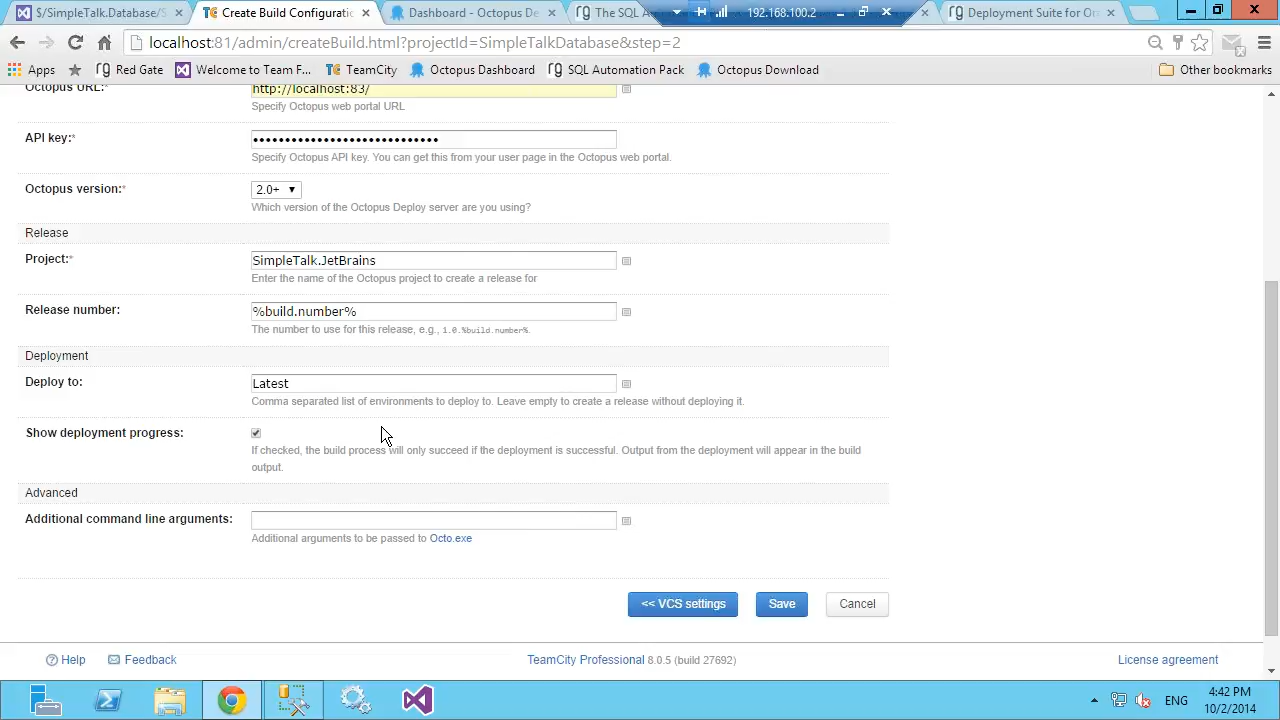 $/SimpleTalk.Database/S
Create Build Configuratio
Dashboard - Octopus De
The SQL A
192.168.100.2
Deployment Suite for Or
localhost:81/admin/createBuild.html?projectId=SimpleTalkDatabase&step=2
Apps
Red Gate
Welcome to Team F...
TeamCity
Octopus Dashboard
SQL Automation Pack
Octopus Download
Other bookmarks
Octopus URL:*
http://localhost:83/
Specify Octopus web portal URL
API key:*
••••••••••••••••••••••••••••
Specify Octopus API key. You can get this from your user page in the Octopus web portal.
Octopus version:*
2.0+
Which version of the Octopus Deploy server are you using?
Release
Project:*
SimpleTalk.JetBrains
Enter the name of the Octopus project to create a release for
Release number:
%build.number%
The number to use for this release, e.g., 1.0.%build.number%.
Deployment
Deploy to:
Latest
Comma separated list of environments to deploy to. Leave empty to create a release without deploying it.
Show deployment progress:
If checked, the build process will only succeed if the deployment is successful. Output from the deployment will appear in the build
output.
Advanced
Additional command line arguments:
Additional arguments to be passed to Octo.exe
<< VCS settings
Save
Cancel
Help
Feedback
TeamCity Professional 8.0.5 (build 27692)
License agreement
ENG
4:42 PM
10/2/2014